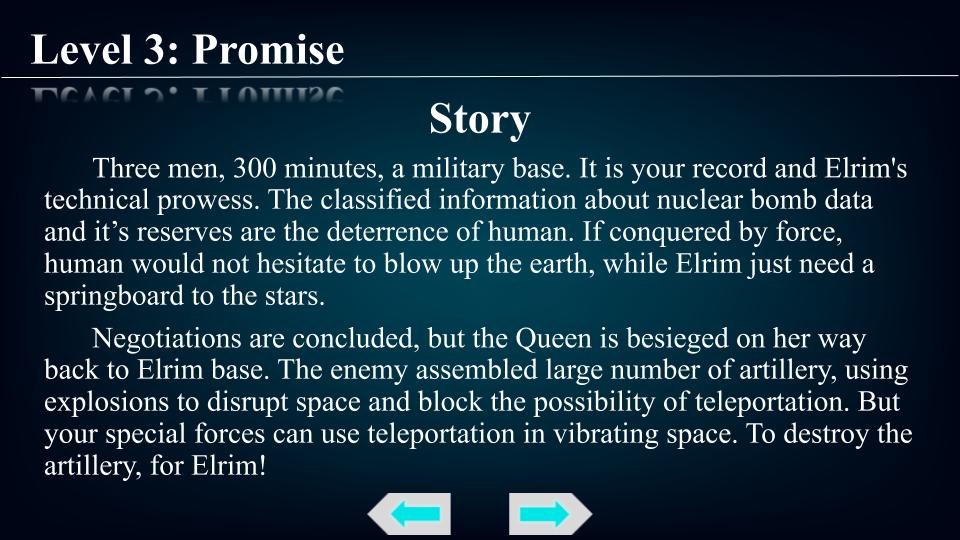 Level 3: Promise
Story
Three men, 300 minutes, a military base. It is your record and Elrim's
technical prowess. The classified information about nuclear bomb data
and it’s reserves are the deterrence of human. If conquered by force,
human would not hesitate to blow up the earth, while Elrim just need a
springboard to the stars.
Negotiations are concluded, but the Queen is besieged on her way
back to Elrim base. The enemy assembled large number of artillery, using
explosions to disrupt space and block the possibility of teleportation. But
your special forces can use teleportation in vibrating space. To destroy the
artillery, for Elrim!